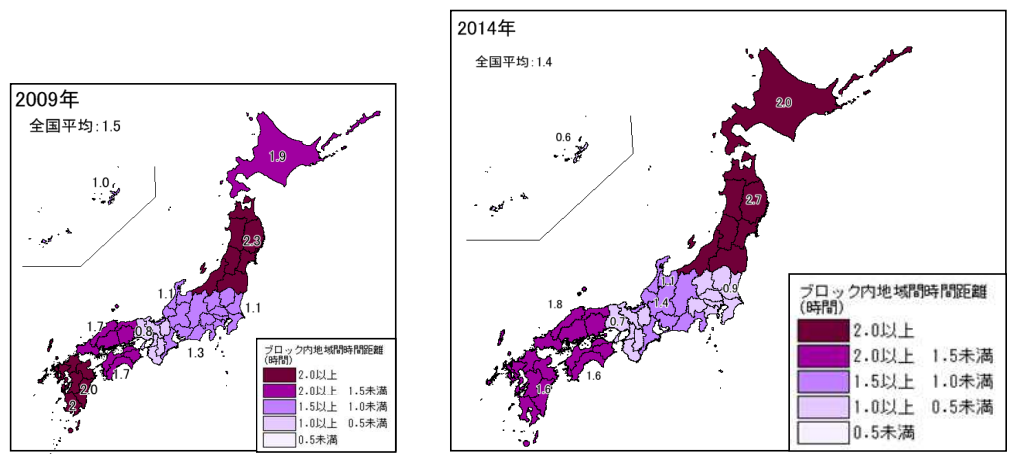 2009年
全国平均：1.5
1.9
1.0
2.3
1.1
1.1
1.7
0.8
1.3
1.7
2.0
2
ブロック内地域間時間距離
(時間)
2.0以上
2.0以上 1.5未満
1.5以上 1.0未満
1.0以上 0.5未満
0.5未満
2014年
全国平均：1.4
2.0
0.6
2.7
1.1
0.9
1.4
1.8
0.7
1.6
1.6
ブロック内地域間時間距離
(時間)
2.0以上
2.0以上 1.5未満
1.5以上 1.0未満
1.0以上 0.5未満
0.5未満